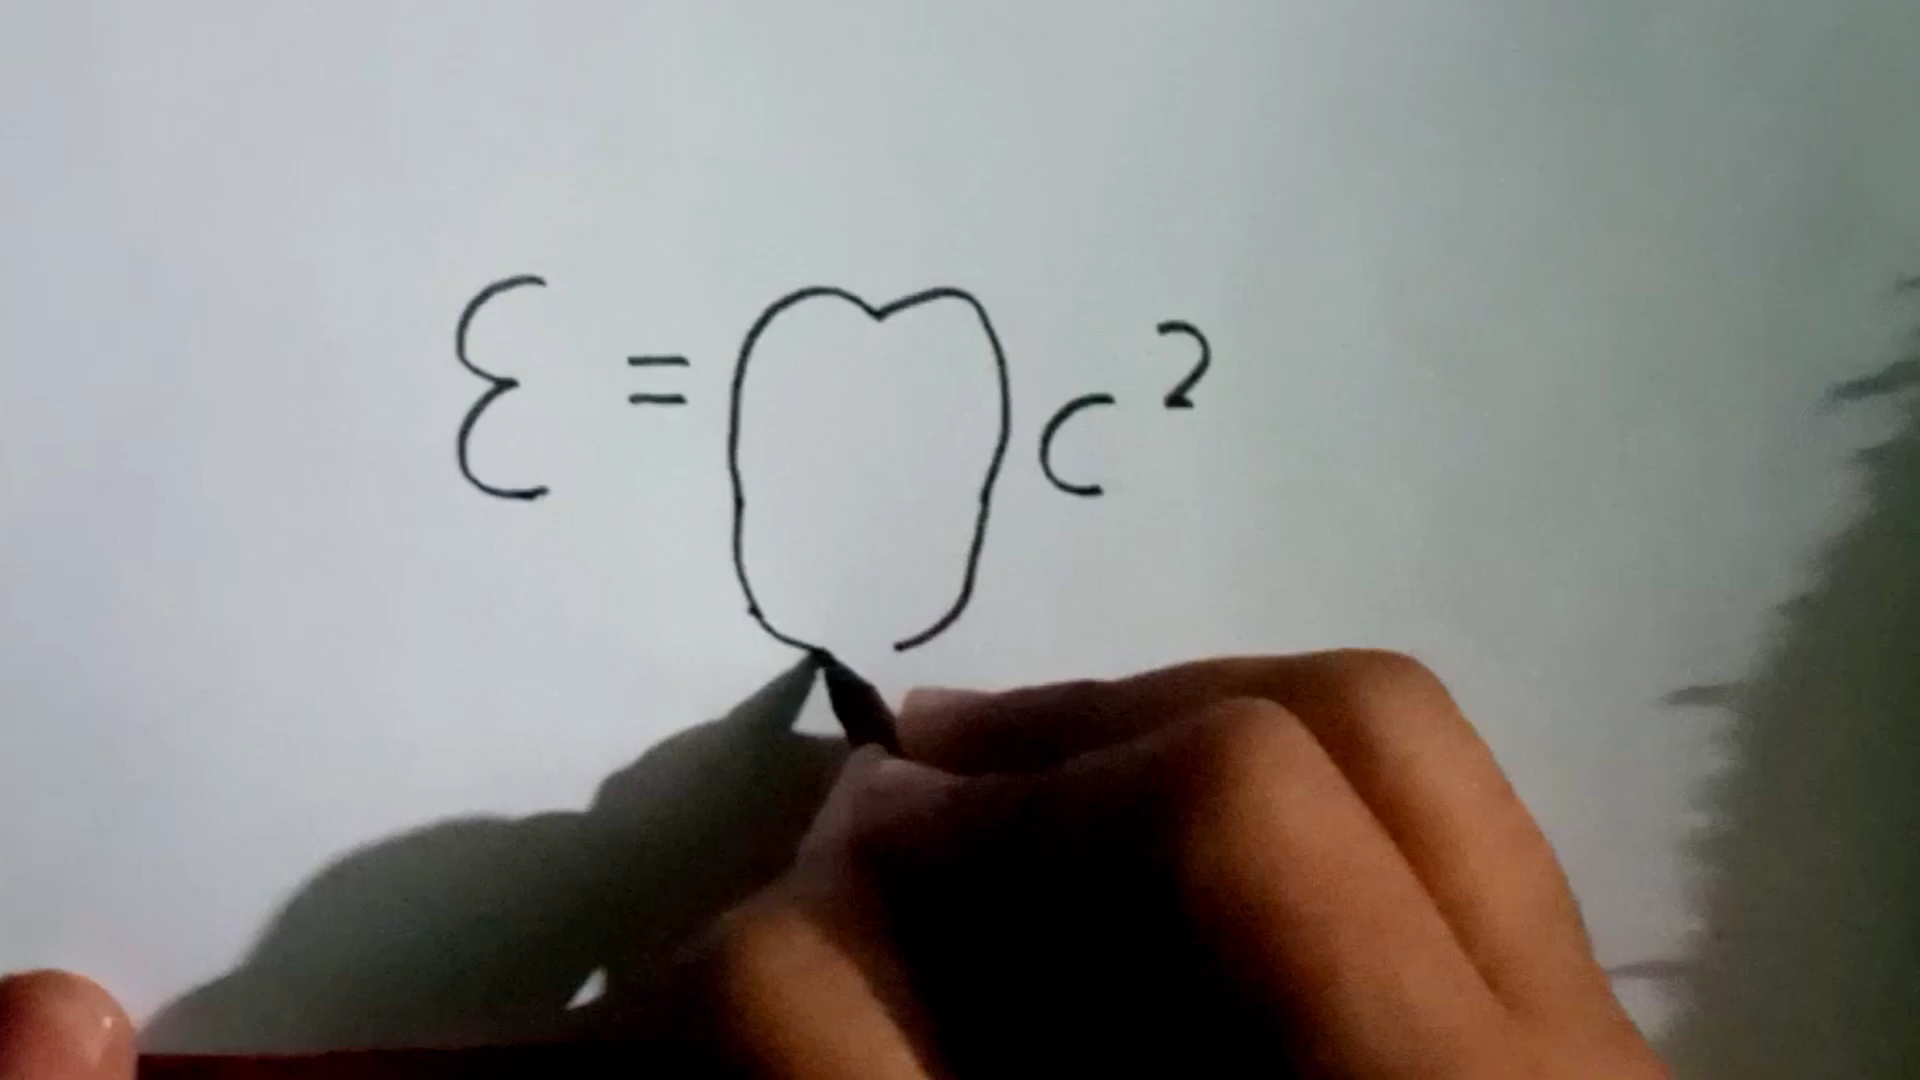 Ɛ = c²